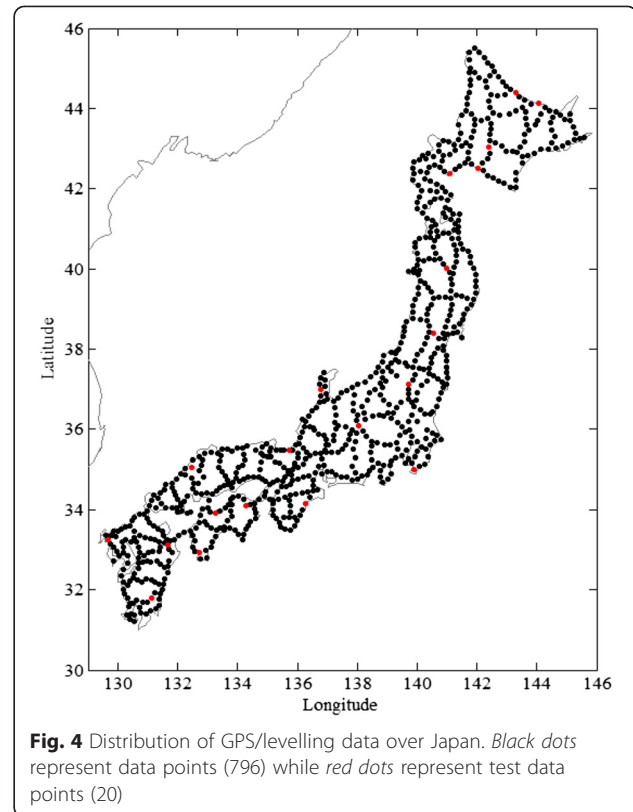 46
44
42
40
38
36
34
32
30
Latitude
130 132 134 136 138 140 142 144 146
Longitude
Fig. 4 Distribution of GPS/levelling data over Japan. Black dots
represent data points (796) while red dots represent test data
points (20)